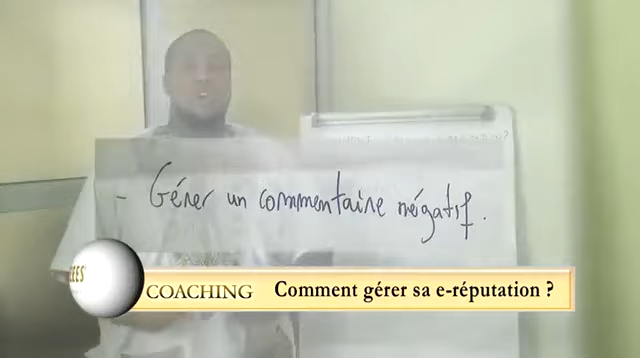 - Gérer un commentaire négatif.
COACHING Comment gérer sa e-réputation ?